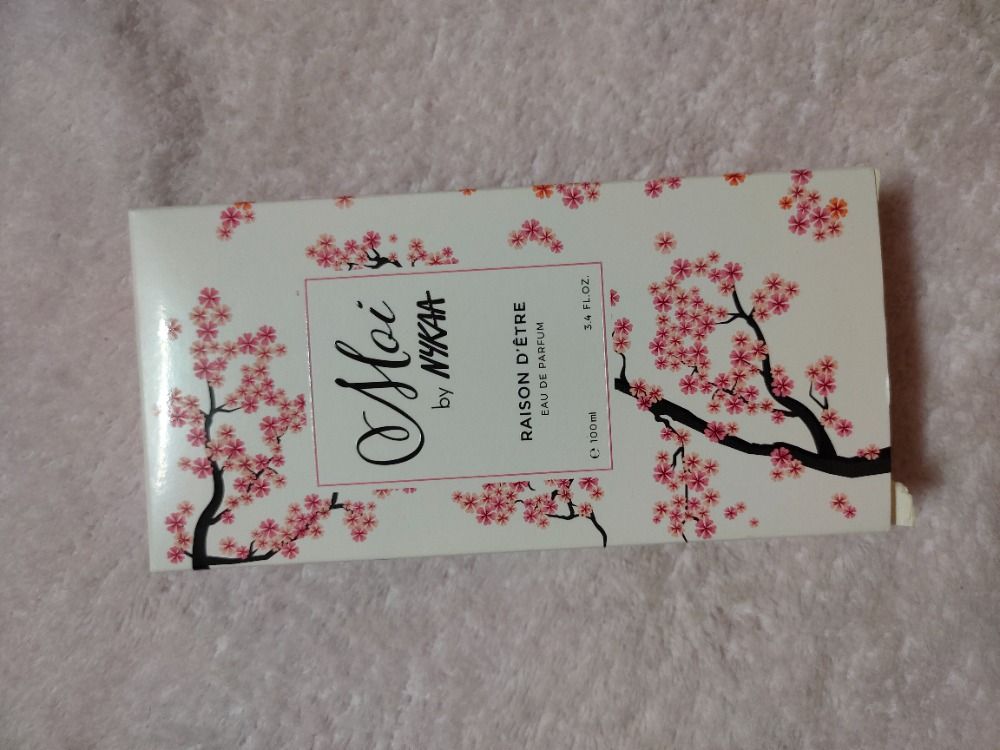 Moi
by NYKAA
RAISON D'ÊTRE
EAU DE PARFUM
℮ 100ml 3.4 FL.OZ.